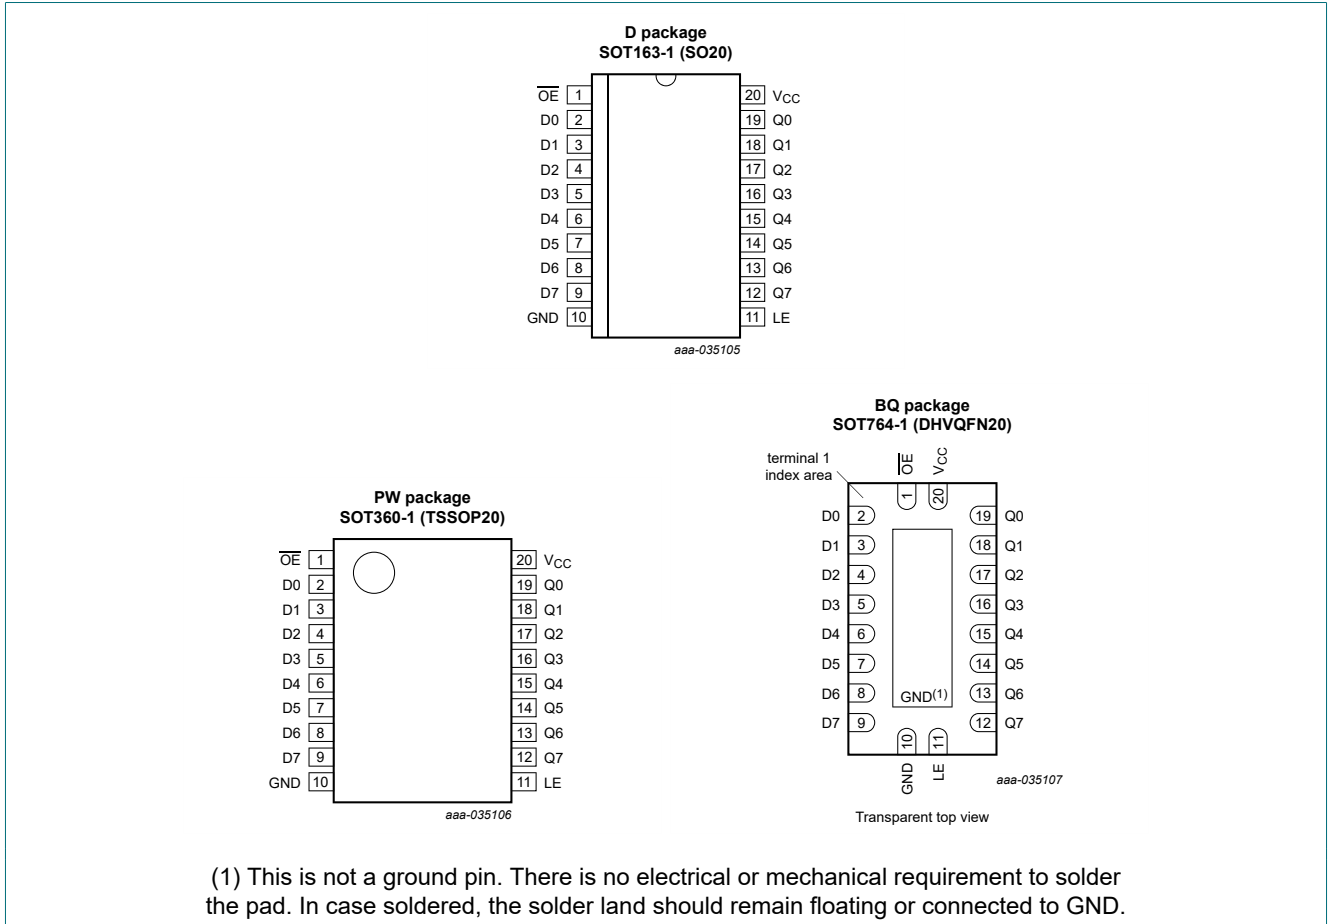 D package
SOT163-1 (SO20)
OE 1 20 VCC
D0 2 19 Q0
D1 3 18 Q1
D2 4 17 Q2
D3 5 16 Q3
D4 6 15 Q4
D5 7 14 Q5
D6 8 13 Q6
D7 9 12 Q7
GND 10 11 LE
aaa-035105
PW package
SOT360-1 (TSSOP20)
OE 1 20 VCC
D0 2 19 Q0
D1 3 18 Q1
D2 4 17 Q2
D3 5 16 Q3
D4 6 15 Q4
D5 7 14 Q5
D6 8 13 Q6
D7 9 12 Q7
GND 10 11 LE
aaa-035106
BQ package
SOT764-1 (DHVQFN20)
terminal 1
index area
OE VCC
1 20
D0 2 19 Q0
D1 3 18 Q1
D2 4 17 Q2
D3 5 16 Q3
D4 6 15 Q4
D5 7 14 Q5
D6 8 GND(1) 13 Q6
D7 9 12 Q7
10 11
GND LE
aaa-035107
Transparent top view
(1) This is not a ground pin. There is no electrical or mechanical requirement to solder
the pad. In case soldered, the solder land should remain floating or connected to GND.